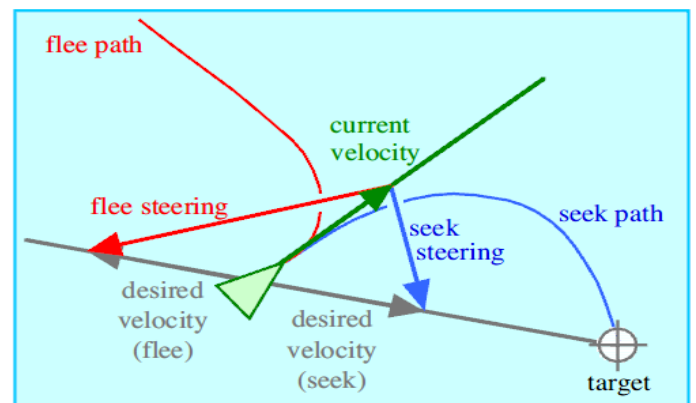 flee path
current
velocity
flee steering
seek
steering
seek path
desired
velocity
(flee)
desired
velocity
(seek)
target